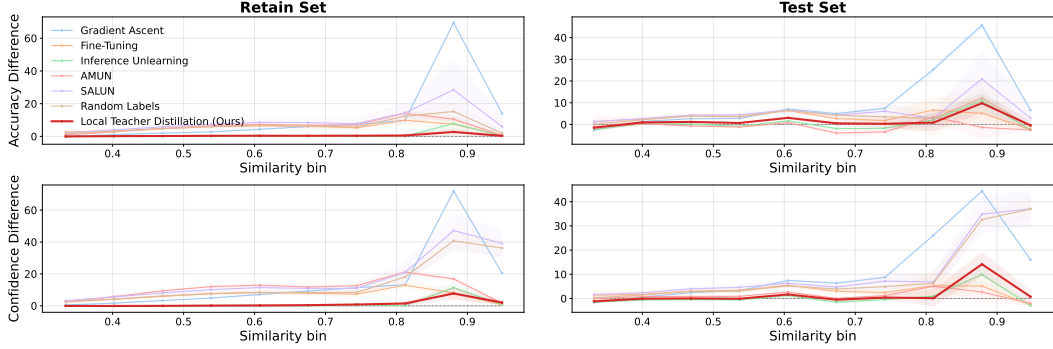 Retain Set
Test Set
Accuracy Difference
60
40
20
0
Gradient Ascent
Fine-Tuning
Inference Unlearning
AMUN
SALUN
Random Labels
Local Teacher Distillation (Ours)
0.4 0.5 0.6 0.7 0.8 0.9
Similarity bin
40
30
20
10
0
0.4 0.5 0.6 0.7 0.8 0.9
Similarity bin
Confidence Difference
60
40
20
0
0.4 0.5 0.6 0.7 0.8 0.9
Similarity bin
40
30
20
10
0
0.4 0.5 0.6 0.7 0.8 0.9
Similarity bin